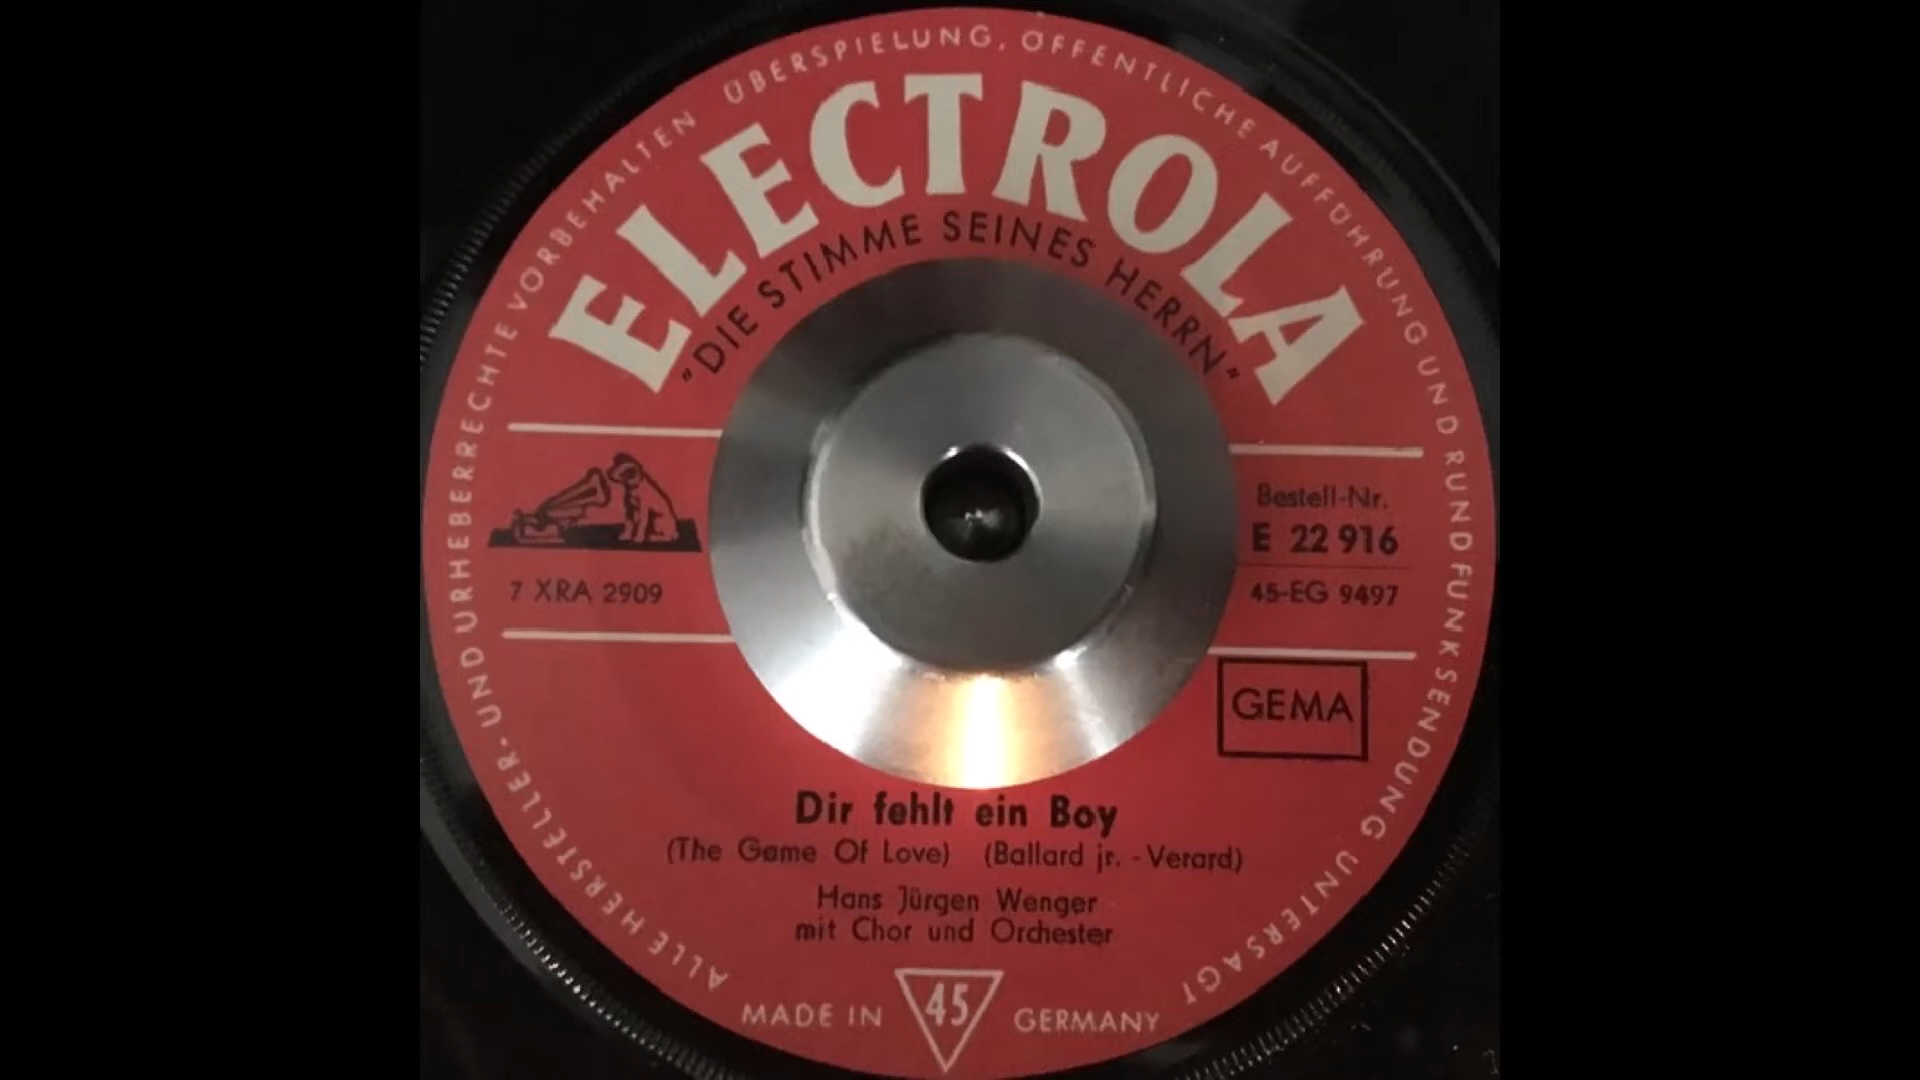 ALLE HERSTELLER- UND URHEBERRECHTE VORBEHALTEN ÜBERSPIELUNG, ÖFFENTLICHE AUFFÜHRUNG UND RUNDFUNKSENDUNG UNTERSAGT
ELECTROLA
"DIE STIMME SEINES HERRN"
7 XRA 2909
Bestell-Nr.
E 22 916
45-EG 9497
GEMA
Dir fehlt ein Boy
(The Game Of Love) (Ballard jr. - Verard)
Hans Jürgen Wenger
mit Chor und Orchester
MADE IN 45 GERMANY